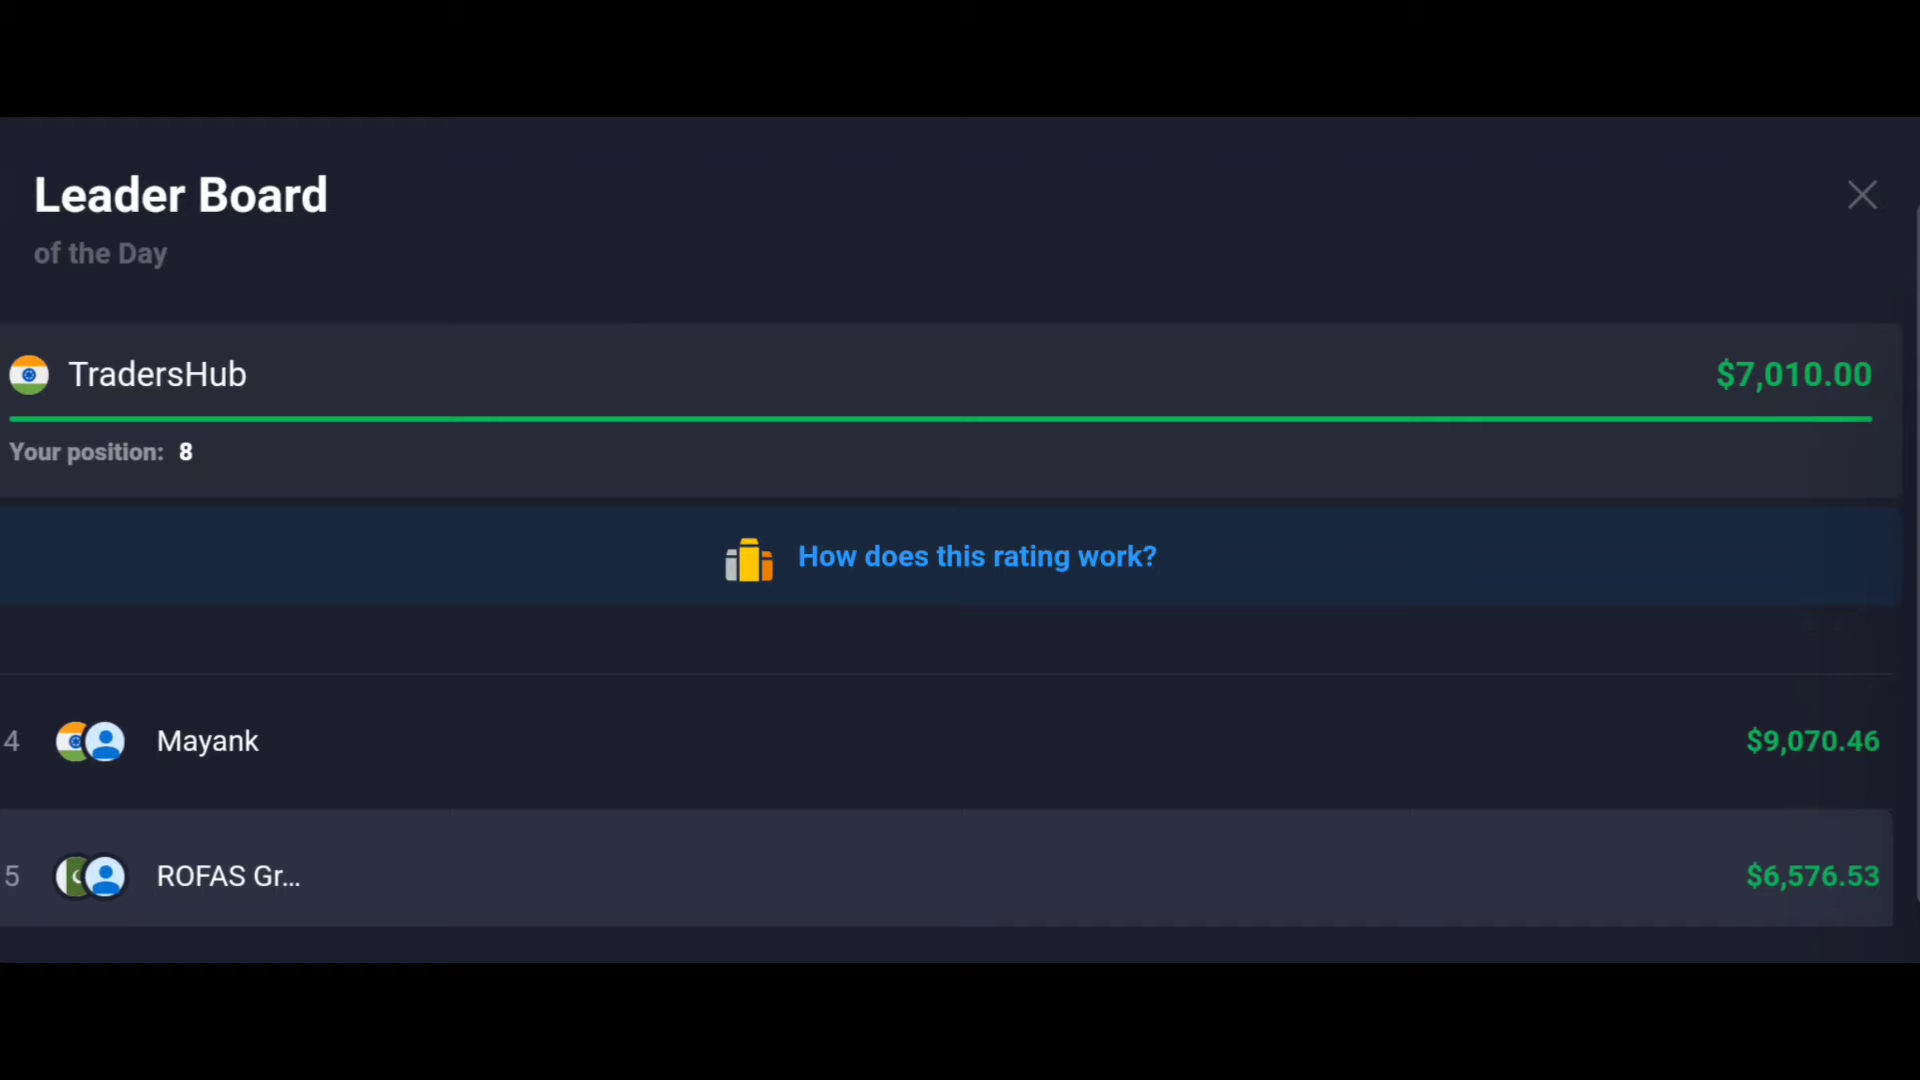 Leader Board
of the Day
TradersHub $7,010.00
Your position: 8
How does this rating work?
4 Mayank $9,070.46
5 ROFAS Gr... $6,576.53